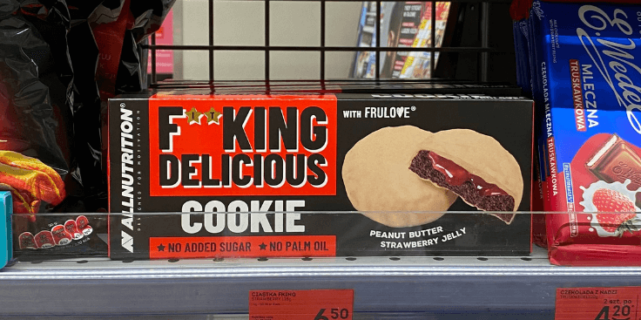 ALLNUTRITION®
F**KING
DELICIOUS
COOKIE
★NO ADDED SUGAR ★NO PALM OIL
WITH FRULOVE®
PEANUT BUTTER
STRAWBERRY JELLY
E.Wedel
MLECZNA
TRUSKAWKOWA
6 50
4 20